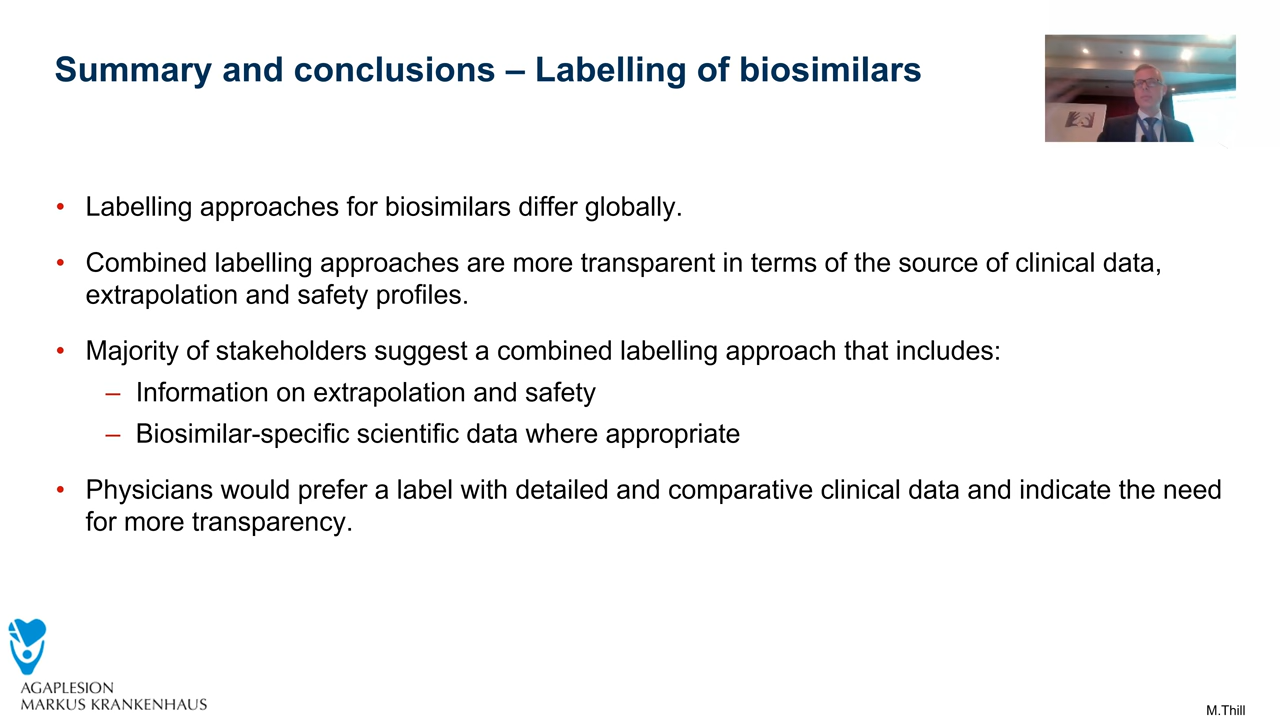 Summary and conclusions – Labelling of biosimilars
• Labelling approaches for biosimilars differ globally.
• Combined labelling approaches are more transparent in terms of the source of clinical data,
extrapolation and safety profiles.
• Majority of stakeholders suggest a combined labelling approach that includes:
– Information on extrapolation and safety
– Biosimilar-specific scientific data where appropriate
• Physicians would prefer a label with detailed and comparative clinical data and indicate the need
for more transparency.
AGAPLESION
MARKUS KRANKENHAUS
M.Thill